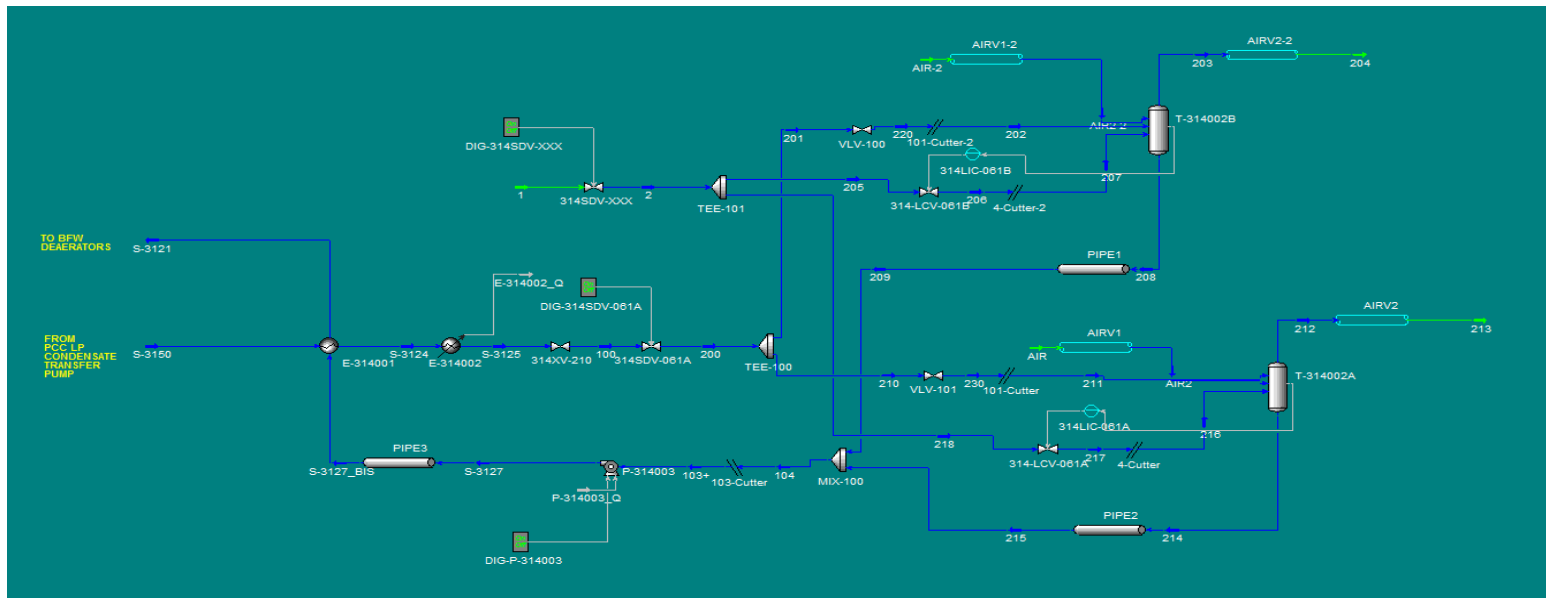 AIRV1-2
AIRV2-2
AIR-2
203
204
T-314002B
AIR2-2
201
220
202
VLV-100
101-Cutter-2
DIG-314SDV-XXX
314LIC-061B
207
1
2
205
206
314SDV-XXX
TEE-101
314-LCV-061B
4-Cutter-2
TO BFW
DEAERATORS
S-3121
PIPE1
209
208
E-314002_Q
DIG-314SDV-061A
AIRV2
212
213
FROM
PCC LP
CONDENSATE
TRANSFER
PUMP
S-3150
E-314001
S-3124
E-314002
S-3125
314XV-210
100
314SDV-061A
200
TEE-100
AIRV1
AIR
AIR2
T-314002A
210
VLV-101
230
101-Cutter
211
314LIC-061A
216
218
314-LCV-061A
217
4-Cutter
PIPE3
S-3127_BIS
S-3127
P-314003
103+
103-Cutter
104
MIX-100
P-314003_Q
DIG-P-314003
PIPE2
215
214